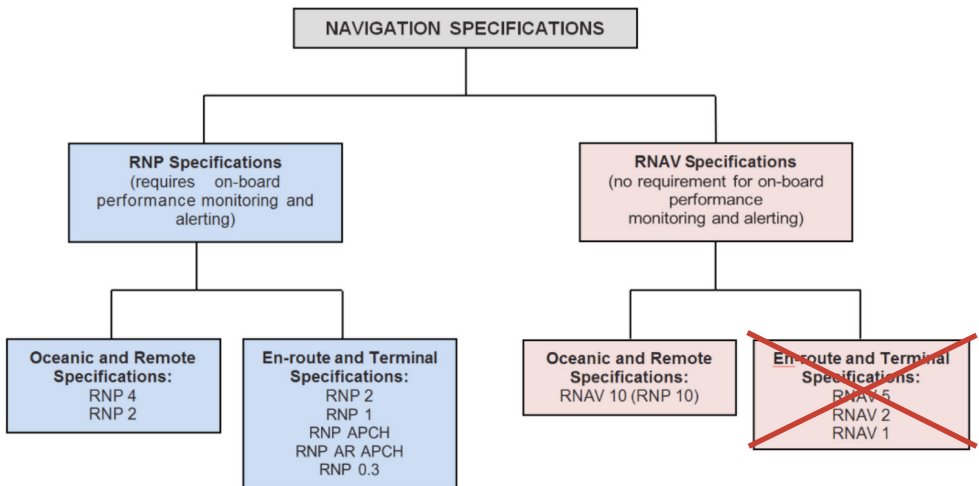 NAVIGATION SPECIFICATIONS
RNP Specifications
(requires on-board
performance monitoring and
alerting)
RNAV Specifications
(no requirement for on-board
performance
monitoring and alerting)
Oceanic and Remote
Specifications:
RNP 4
RNP 2
En-route and Terminal
Specifications:
RNP 2
RNP 1
RNP APCH
RNP AR APCH
RNP 0.3
Oceanic and Remote
Specifications:
RNAV 10 (RNP 10)
En-route and Terminal
Specifications:
RNAV 5
RNAV 2
RNAV 1